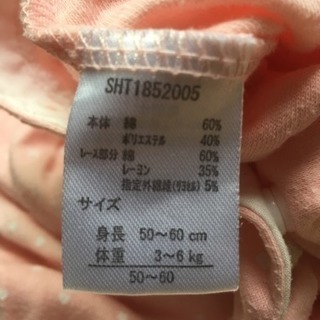 SHT1852005
本体 綿 60%
ポリエステル 40%
レース部分 綿 60%
レーヨン 35%
指定外繊維(リヨセル) 5%
サイズ
身長 50~60 cm
体重 3~6 kg
50~60